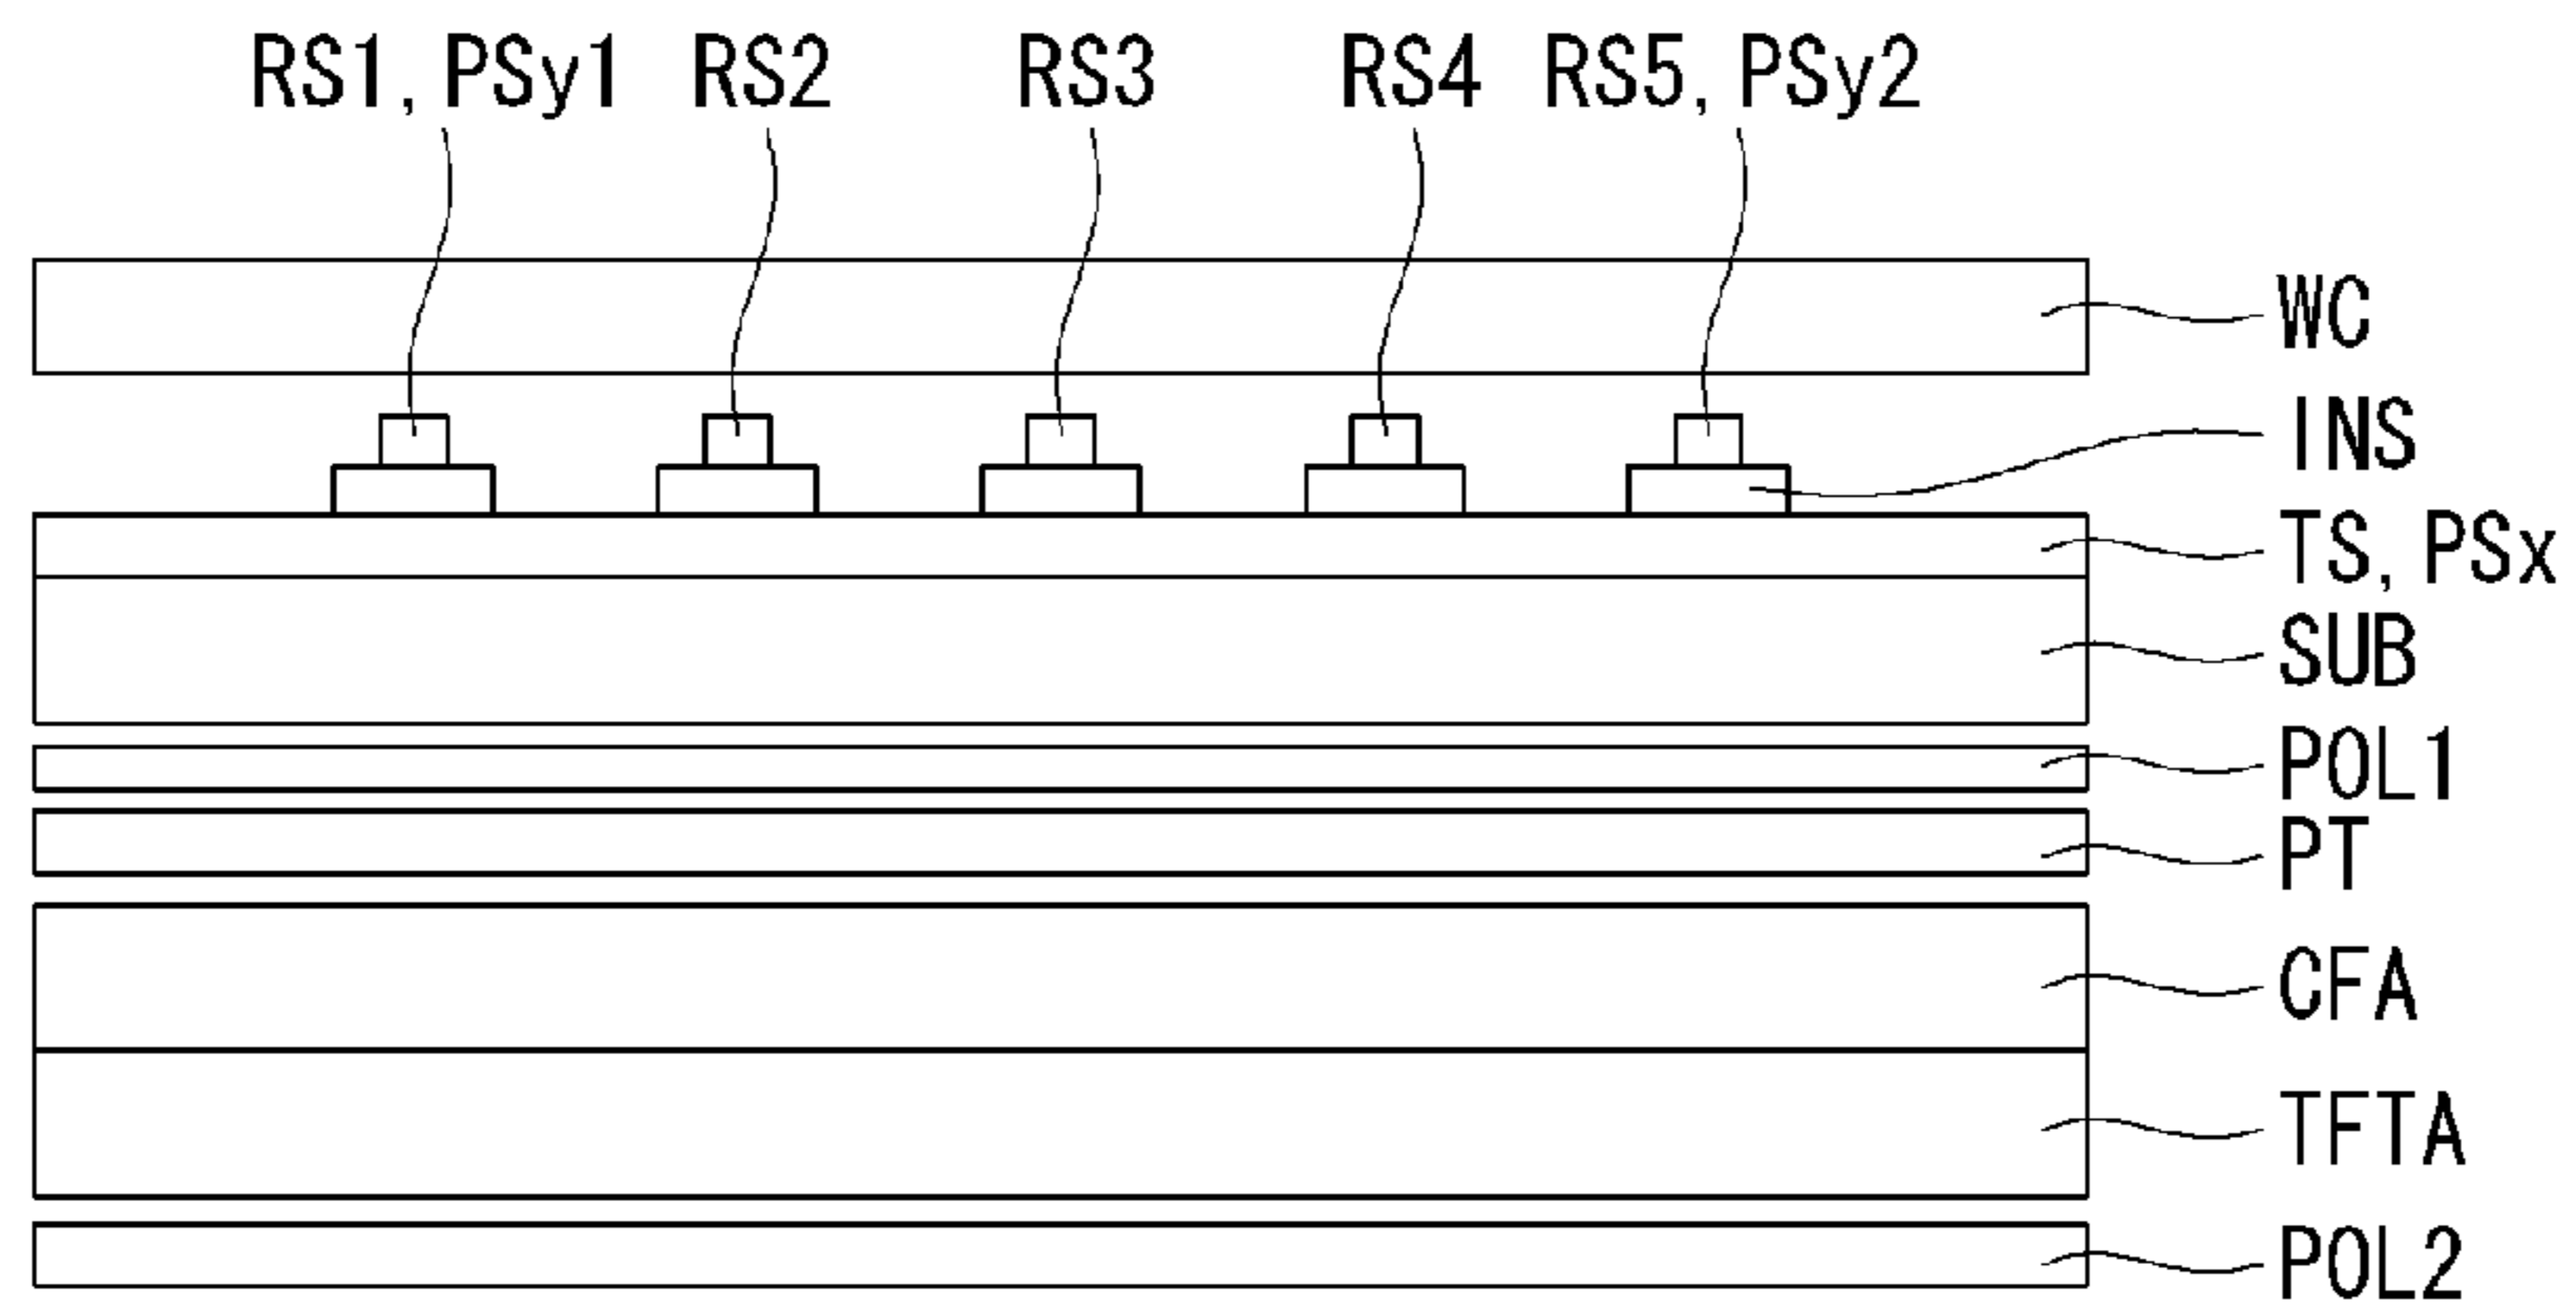 RS1, PSy1 RS2 RS3 RS4 RS5, PSy2
WC
INS
TS, PSx
SUB
POL1
PT
CFA
TFTA
POL2